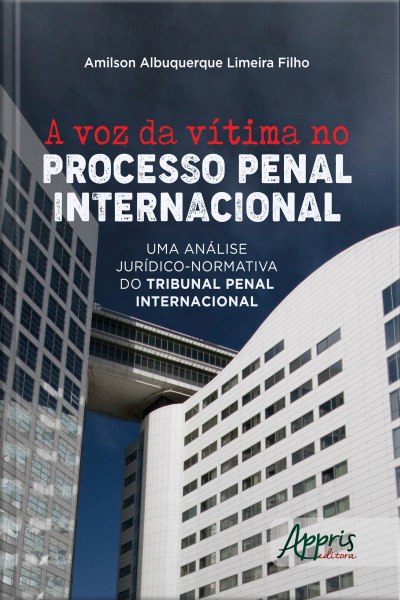 Amilson Albuquerque Limeira Filho
A voz da vítima no
PROCESSO PENAL
INTERNACIONAL
UMA ANÁLISE
JURÍDICO-NORMATIVA
DO TRIBUNAL PENAL
INTERNACIONAL
Appris
editora